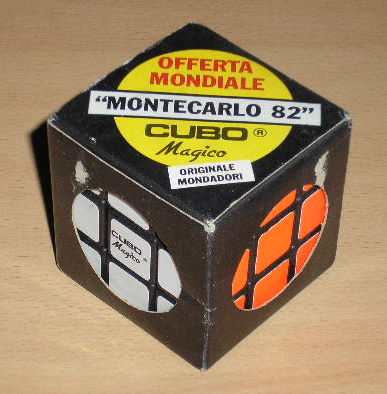 OFFERTA
MONDIALE
"MONTECARLO 82"
CUBO ®
Magico
ORIGINALE
MONDADORI
CUBO
Magico ®